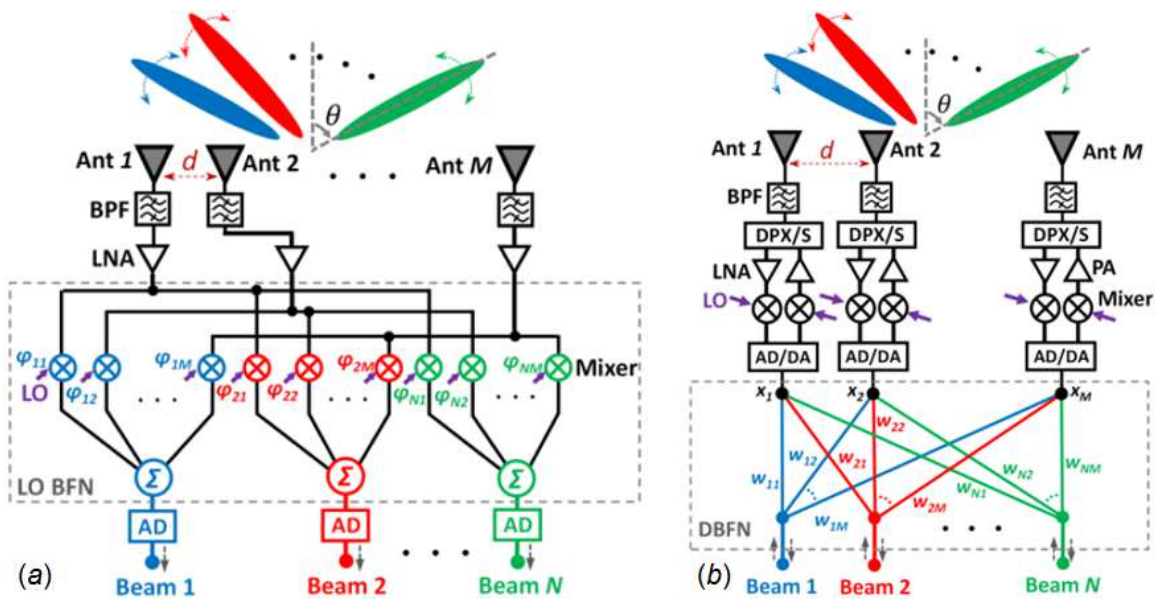 θ
Ant 1
d
Ant 2
Ant M
BPF
LNA
φ11
φ12
φ1M
φ21
φ22
φ2M
φN1
φN2
φNM
Mixer
LO
Σ
Σ
Σ
LO BFN
AD
AD
AD
(a)
Beam 1
Beam 2
Beam N
θ
Ant 1
d
Ant 2
Ant M
BPF
DPX/S
DPX/S
DPX/S
LNA
PA
LO
Mixer
AD/DA
AD/DA
AD/DA
x1
x2
xM
w11
w12
w1M
w21
w22
w2M
wN1
wN2
wNM
DBFN
(b)
Beam 1
Beam 2
Beam N